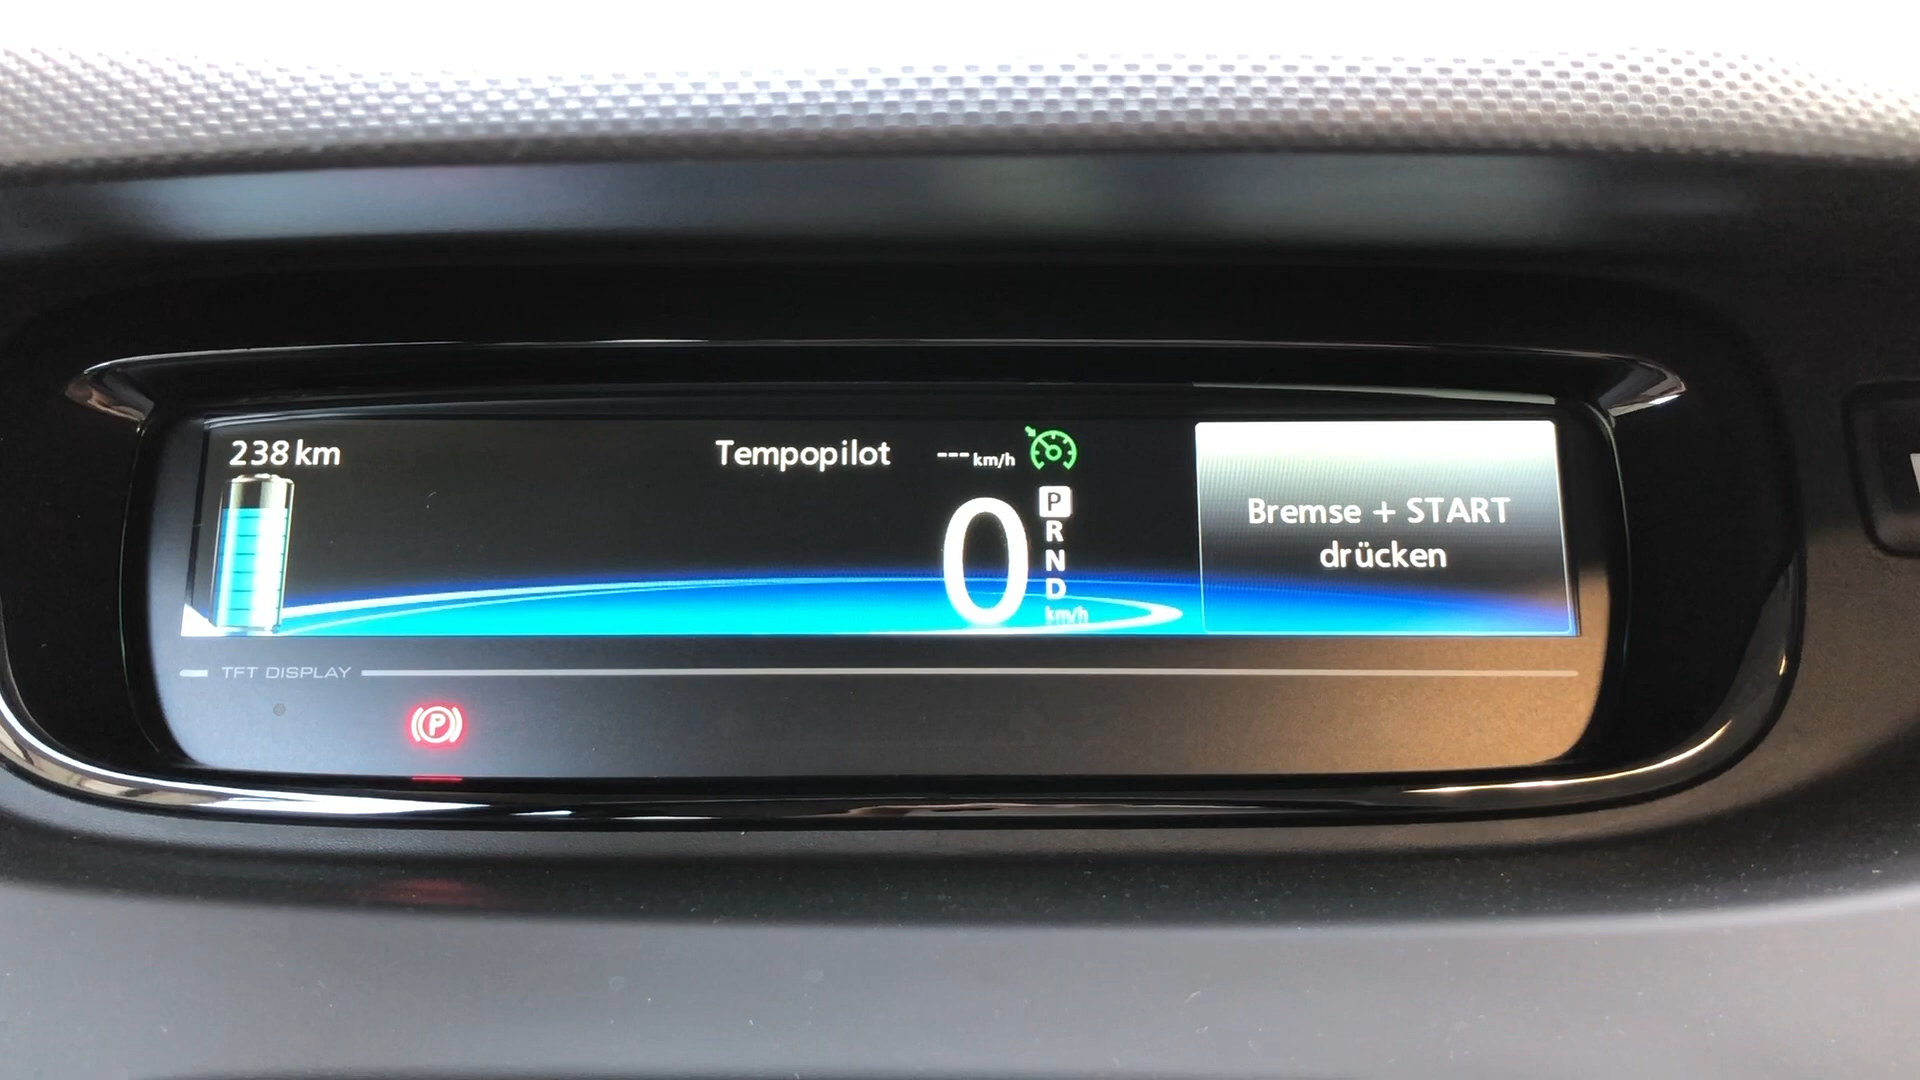 238 km
Tempopilot --- km/h
0
P
R
N
D
km/h
Bremse + START
drücken
TFT DISPLAY
P